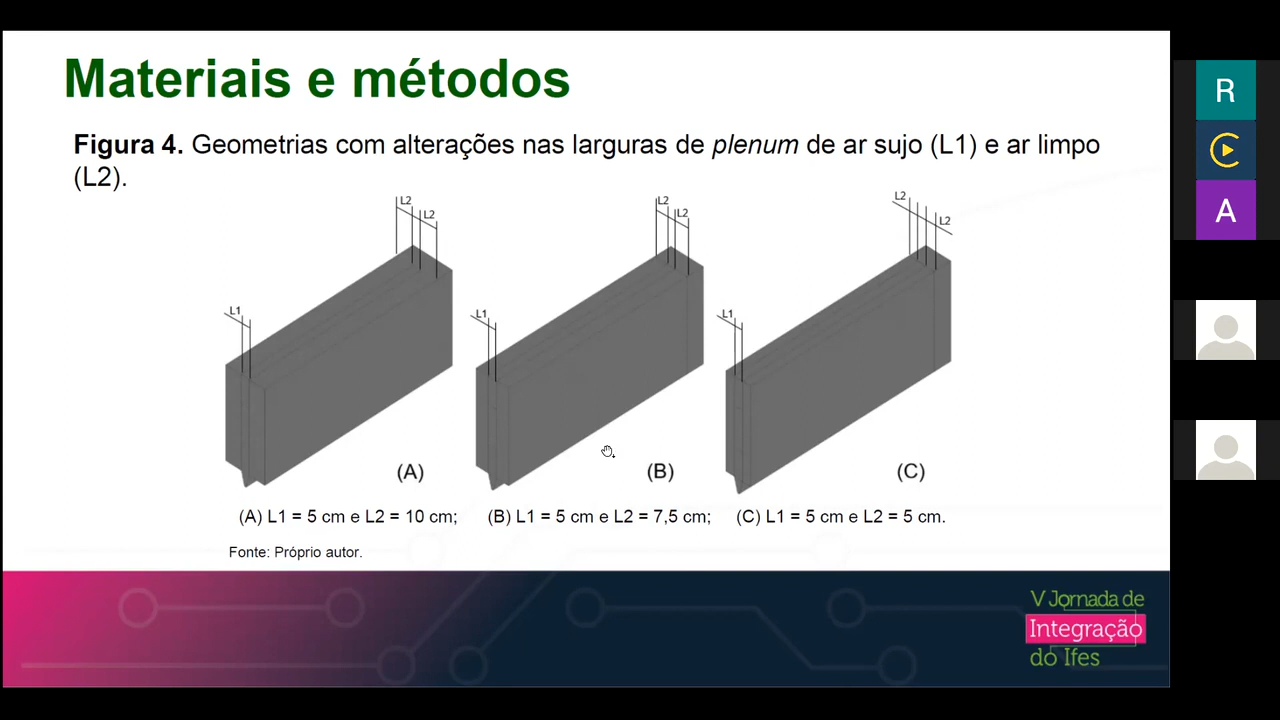 Materiais e métodos
Figura 4. Geometrias com alterações nas larguras de plenum de ar sujo (L1) e ar limpo
(L2).
L2
L2
L1
L2
L2
L1
L2
L2
L1
(A)
(B)
(C)
(A) L1 = 5 cm e L2 = 10 cm;
(B) L1 = 5 cm e L2 = 7,5 cm;
(C) L1 = 5 cm e L2 = 5 cm.
Fonte: Próprio autor.
V Jornada de
Integração
do Ifes
R
C
A